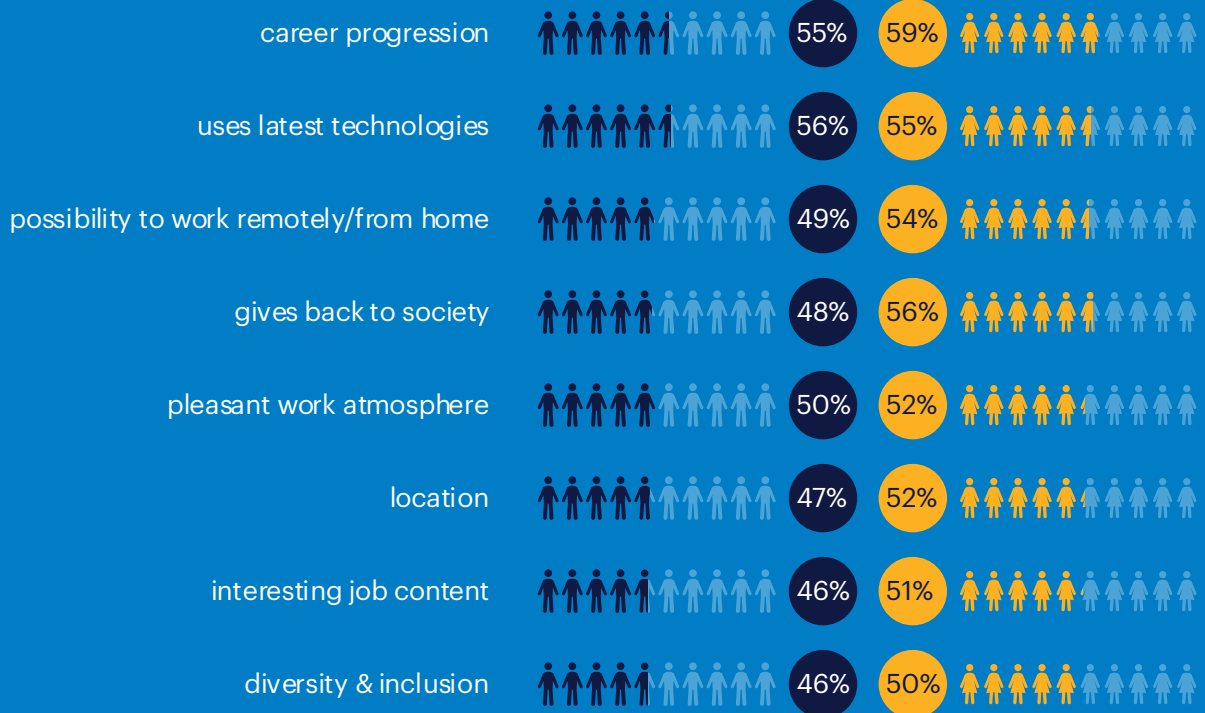 career progression 55% 59%
uses latest technologies 56% 55%
possibility to work remotely/from home 49% 54%
gives back to society 48% 56%
pleasant work atmosphere 50% 52%
location 47% 52%
interesting job content 46% 51%
diversity & inclusion 46% 50%